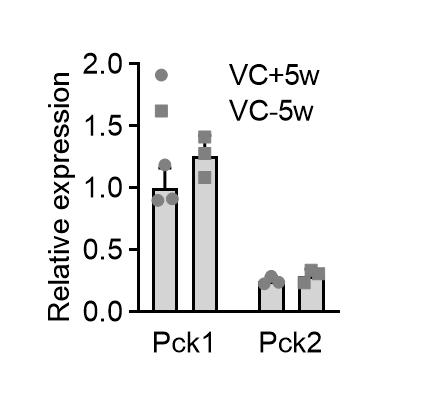 2.0
1.5
1.0
0.5
0.0
Relative expression
VC+5w
VC-5w
Pck1
Pck2